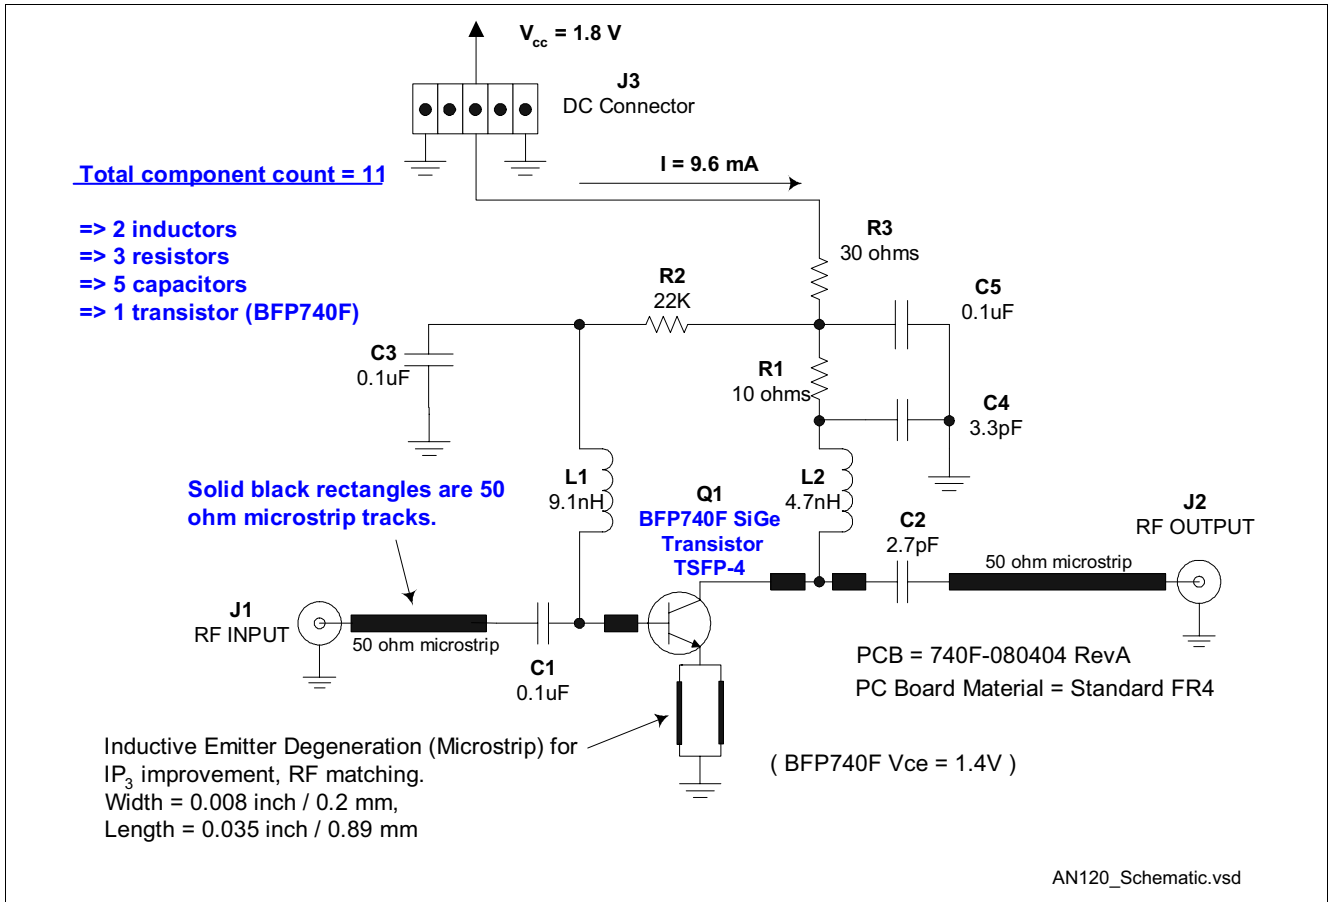 Vcc = 1.8 V
J3
DC Connector
I = 9.6 mA
Total component count = 11
=> 2 inductors
=> 3 resistors
=> 5 capacitors
=> 1 transistor (BFP740F)
R3
30 ohms
R2
22K
C5
0.1uF
C3
0.1uF
R1
10 ohms
C4
3.3pF
L1
9.1nH
L2
4.7nH
Solid black rectangles are 50
ohm microstrip tracks.
Q1
BFP740F SiGe
Transistor
TSFP-4
C2
2.7pF
J2
RF OUTPUT
50 ohm microstrip
J1
RF INPUT
50 ohm microstrip
C1
0.1uF
PCB = 740F-080404 RevA
PC Board Material = Standard FR4
Inductive Emitter Degeneration (Microstrip) for
IP3 improvement, RF matching.
Width = 0.008 inch / 0.2 mm,
Length = 0.035 inch / 0.89 mm
( BFP740F Vce = 1.4V )
AN120_Schematic.vsd